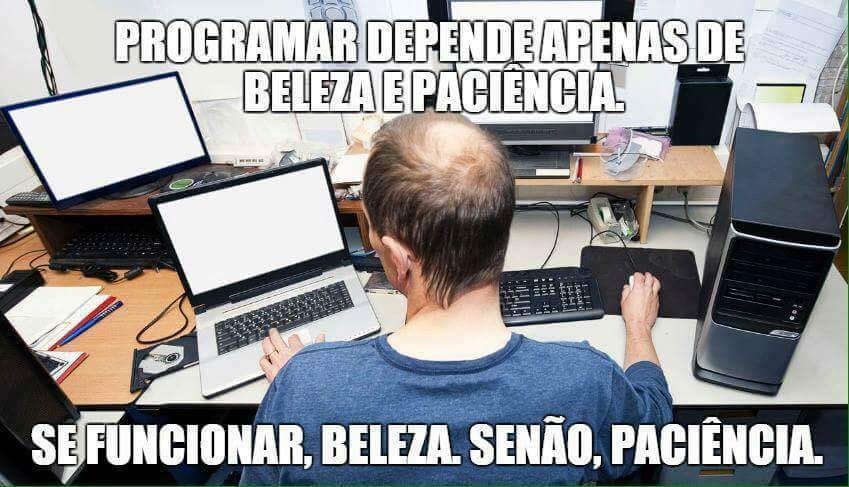 PROGRAMAR DEPENDE APENAS DE
BELEZA E PACIÊNCIA.
SE FUNCIONAR, BELEZA. SENÃO, PACIÊNCIA.